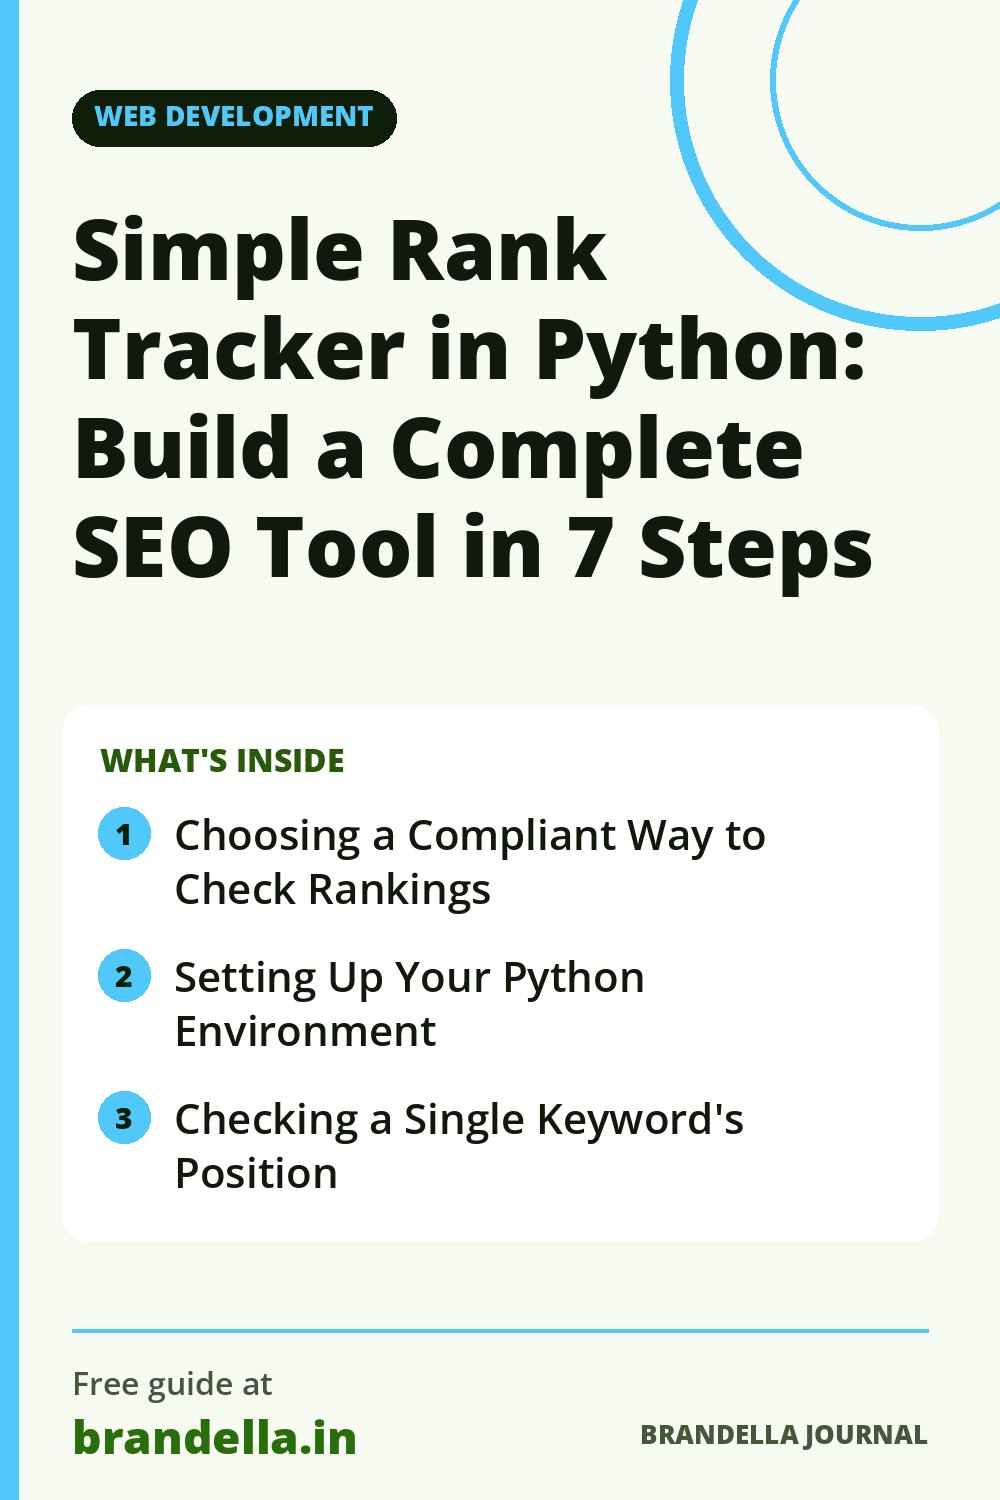 WEB DEVELOPMENT
Simple Rank
Tracker in Python:
Build a Complete
SEO Tool in 7 Steps
WHAT'S INSIDE
1 Choosing a Compliant Way to
Check Rankings
2 Setting Up Your Python
Environment
3 Checking a Single Keyword's
Position
Free guide at
brandella.in
BRANDELLA JOURNAL